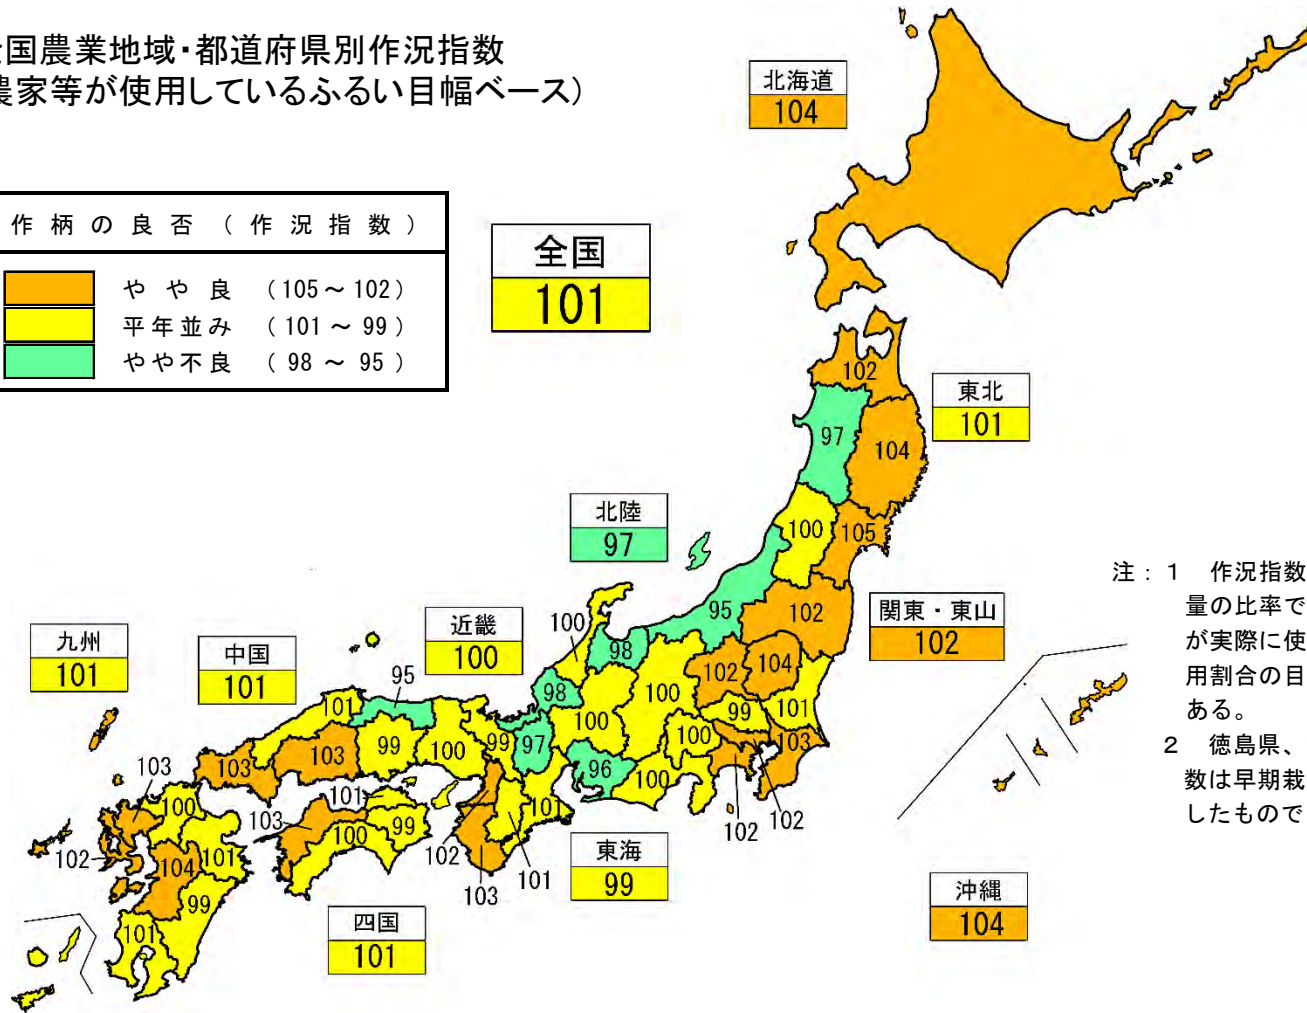 国農業地域・都道府県別作況指数
農家等が使用しているふるい目幅ベース）
作柄の良否（作況指数）
やや良（105～102）
平年並み（101～99）
やや不良（98～95）
全国
101
北海道
104
東北
101
北陸
97
関東・東山
102
近畿
100
中国
101
九州
101
東海
99
四国
101
沖縄
104
102
97
104
100
105
95
102
100
98
98
102
104
100
100
99
101
100
103
102
102
97
96
100
99
101
101
102
103
95
101
100
99
103
103
101
103
99
100
103
100
102
104
101
99
101
注：1　作況指数
量の比率で
が実際に使
用割合の目
ある。
2　徳島県、
数は早期栽
したもので